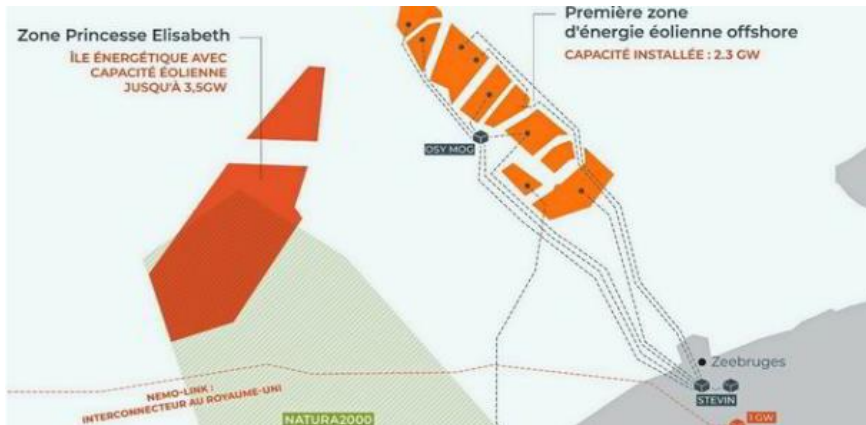 Zone Princesse Elisabeth
ÎLE ÉNERGÉTIQUE AVEC
CAPACITÉ ÉOLIENNE
JUSQU'À 3,5GW
Première zone
d'énergie éolienne offshore
CAPACITÉ INSTALLÉE : 2.3 GW
OSY MOG
Zeebruges
STEVIN
NEMO-LINK :
INTERCONNECTEUR AU ROYAUME-UNI
NATURA2000
1 GW